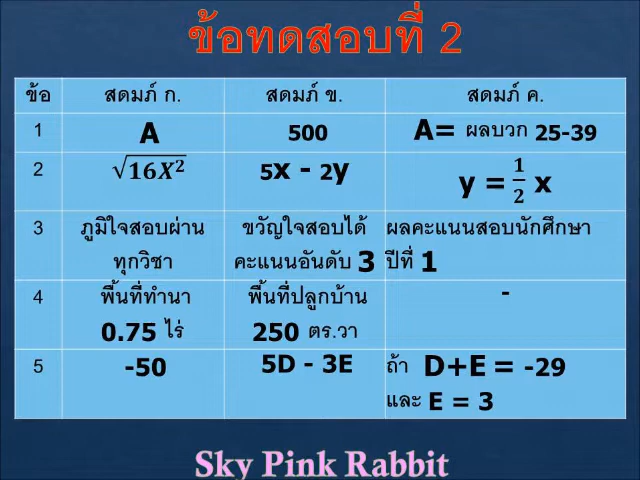 ข้อทดสอบที่ 2
ข้อ สดมภ์ ก. สดมภ์ ข. สดมภ์ ค.
1 A 500 A= ผลบวก 25-39
2 √16X² 5x - 2y y = 1/2 x
3 ภูมิใจสอบผ่าน ขวัญใจสอบได้ ผลคะแนนสอบนักศึกษา
ทุกวิชา คะแนนอันดับ 3 ปีที่ 1
4 พื้นที่ทำนา พื้นที่ปลูกบ้าน -
0.75 ไร่ 250 ตร.วา
5 -50 5D - 3E ถ้า D+E = -29
และ E = 3
Sky Pink Rabbit